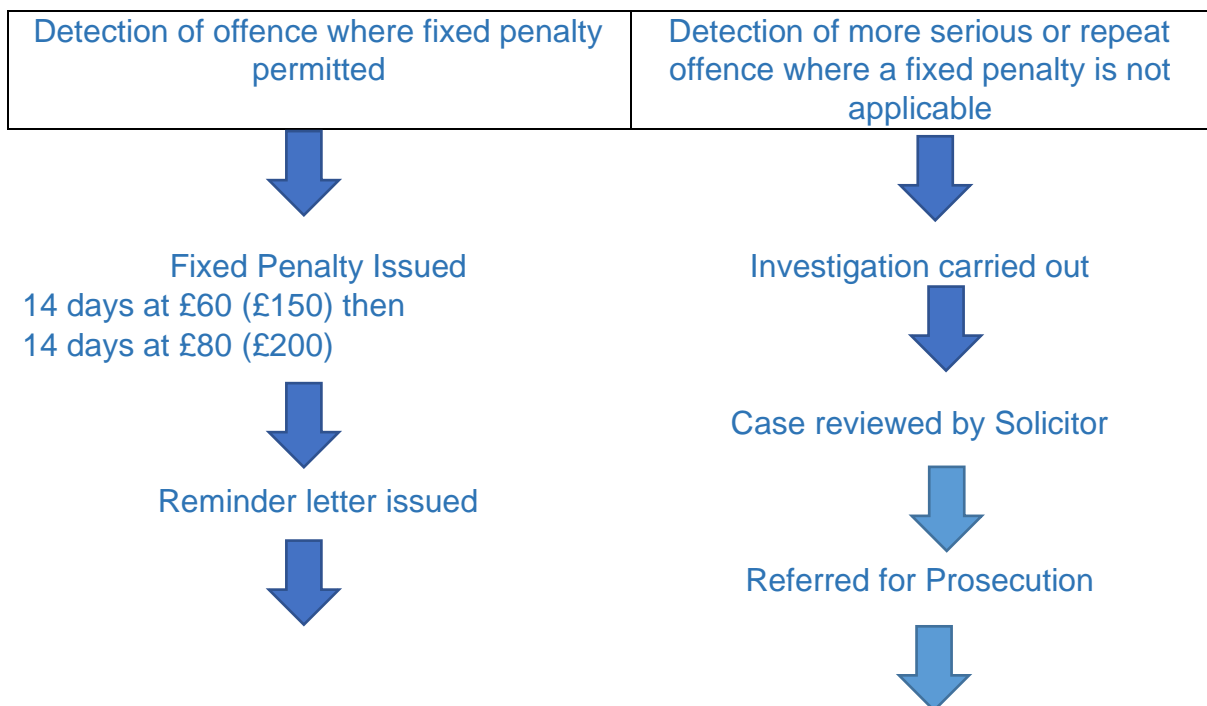 Detection of offence where fixed penalty
permitted
Detection of more serious or repeat
offence where a fixed penalty is not
applicable
Fixed Penalty Issued
14 days at £60 (£150) then
14 days at £80 (£200)
Reminder letter issued
Investigation carried out
Case reviewed by Solicitor
Referred for Prosecution